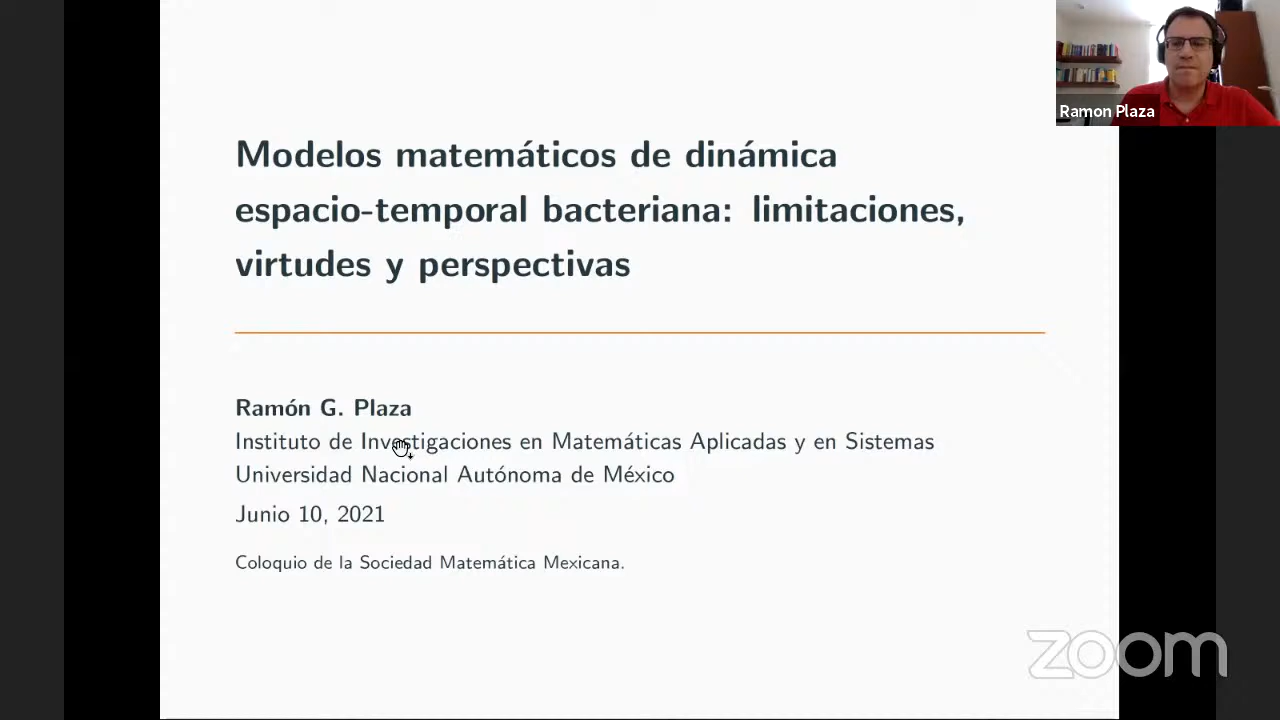 Ramon Plaza
Modelos matemáticos de dinámica
espacio-temporal bacteriana: limitaciones,
virtudes y perspectivas
Ramón G. Plaza
Instituto de Investigaciones en Matemáticas Aplicadas y en Sistemas
Universidad Nacional Autónoma de México
Junio 10, 2021
Coloquio de la Sociedad Matemática Mexicana.
zoom